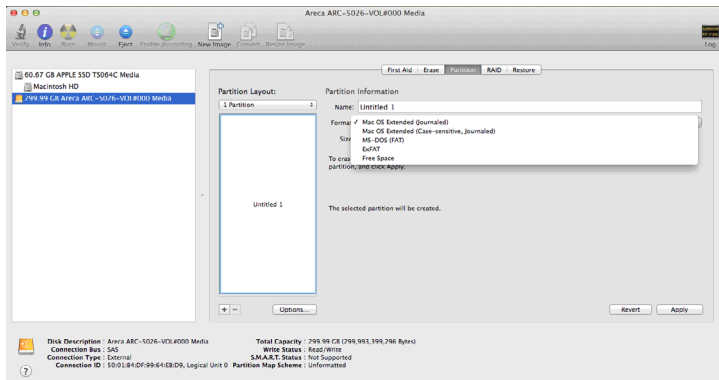 Areca ARC-5026-VOL#000 Media
Verify Info Burn Mount Eject Enable Journaling New Image Convert Resize Image Log
60.67 GB APPLE SSD TS064C Media
Macintosh HD
299.99 GB Areca ARC-5026-VOL#000 Media
First Aid Erase Partition RAID Restore
Partition Layout: Partition Information
1 Partition Name: Untitled 1
Format ✓ Mac OS Extended (Journaled)
Mac OS Extended (Case-sensitive, Journaled)
Size MS-DOS (FAT)
ExFAT
To eras Free Space
partition, and click Apply.
Untitled 1
The selected partition will be created.
+ - Options... Revert Apply
Disk Description : Areca ARC-5026-VOL#000 Media Total Capacity : 299.99 GB (299,993,399,296 Bytes)
Connection Bus : SAS Write Status : Read/Write
Connection Type : External S.M.A.R.T. Status : Not Supported
Connection ID : 50:01:B4:DF:99:64:EB:D9, Logical Unit 0 Partition Map Scheme : Unformatted
?